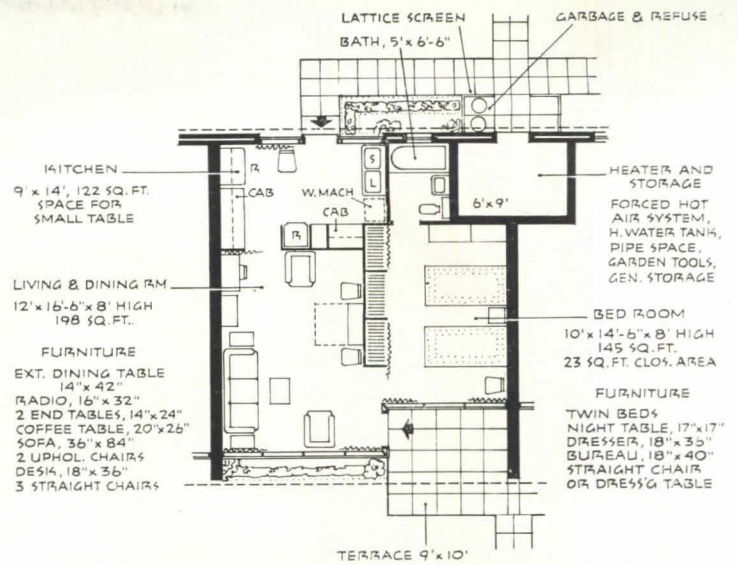 LATTICE SCREEN
GARBAGE & REFUSE
BATH, 5'x 6'-6"
KITCHEN
9' x 14', 122 SQ. FT.
SPACE FOR
SMALL TABLE
R
CAB
S
L
W. MACH
CAB
R
6'x 9'
HEATER AND
STORAGE
FORCED HOT
AIR SYSTEM,
H. WATER TANK,
PIPE SPACE,
GARDEN TOOLS,
GEN. STORAGE
LIVING & DINING RM
12'x 16'-6"x 8' HIGH
198 SQ. FT.
FURNITURE
EXT. DINING TABLE
14"x 42"
RADIO, 16"x 32"
2 END TABLES, 14"x 24"
COFFEE TABLE, 20"x 26"
SOFA, 36"x 84"
2 UPHOL. CHAIRS
DESK, 18"x 36"
3 STRAIGHT CHAIRS
BED ROOM
10'x 14'-6"x 8' HIGH
145 SQ. FT.
23 SQ. FT. CLOS. AREA
FURNITURE
TWIN BEDS
NIGHT TABLE, 17"x 17"
DRESSER, 18"x 36"
BUREAU, 18"x 40"
STRAIGHT CHAIR
OR DRESS'G TABLE
TERRACE 9'x 10'